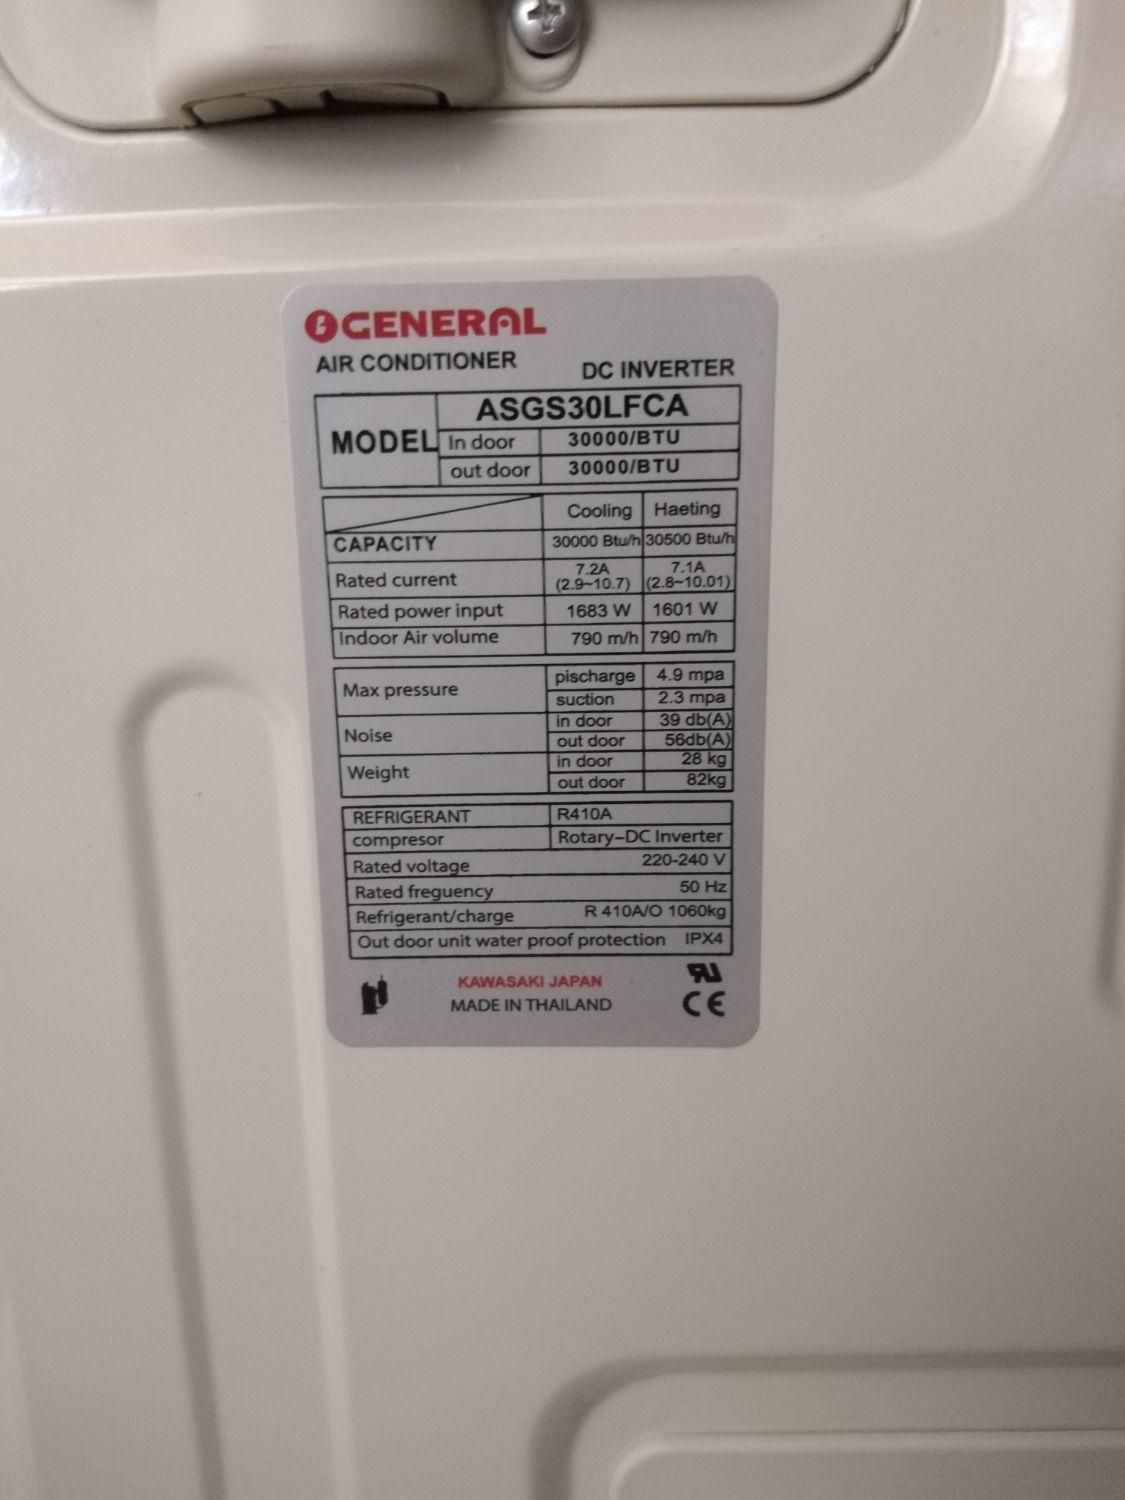 GENERAL
AIR CONDITIONER
DC INVERTER
MODEL ASGS30LFCA
In door 30000/BTU
out door 30000/BTU
Cooling Haeting
CAPACITY 30000 Btu/h 30500 Btu/h
Rated current 7.2A (2.9~10.7) 7.1A (2.8~10.01)
Rated power input 1683 W 1601 W
Indoor Air volume 790 m/h 790 m/h
Max pressure pischarge 4.9 mpa
suction 2.3 mpa
Noise in door 39 db(A)
out door 56db(A)
Weight in door 28 kg
out door 82kg
REFRIGERANT R410A
compresor Rotary-DC Inverter
Rated voltage 220-240 V
Rated freguency 50 Hz
Refrigerant/charge R 410A/O 1060kg
Out door unit water proof protection IPX4
KAWASAKI JAPAN
MADE IN THAILAND
CE